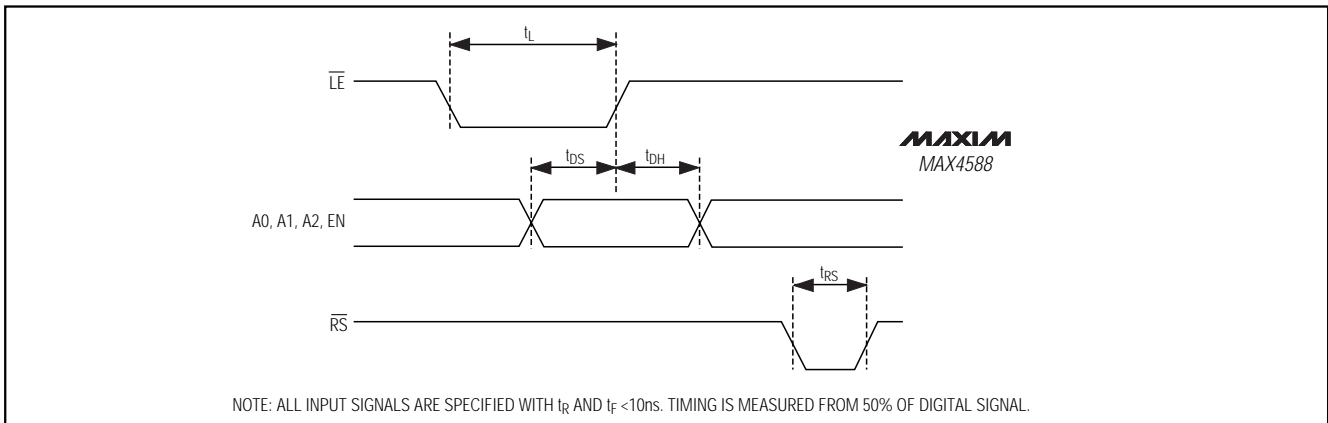 tL
LE
MAXIM
MAX4588
tDS
tDH
A0, A1, A2, EN
tRS
RS
NOTE: ALL INPUT SIGNALS ARE SPECIFIED WITH tR AND tF <10ns. TIMING IS MEASURED FROM 50% OF DIGITAL SIGNAL.